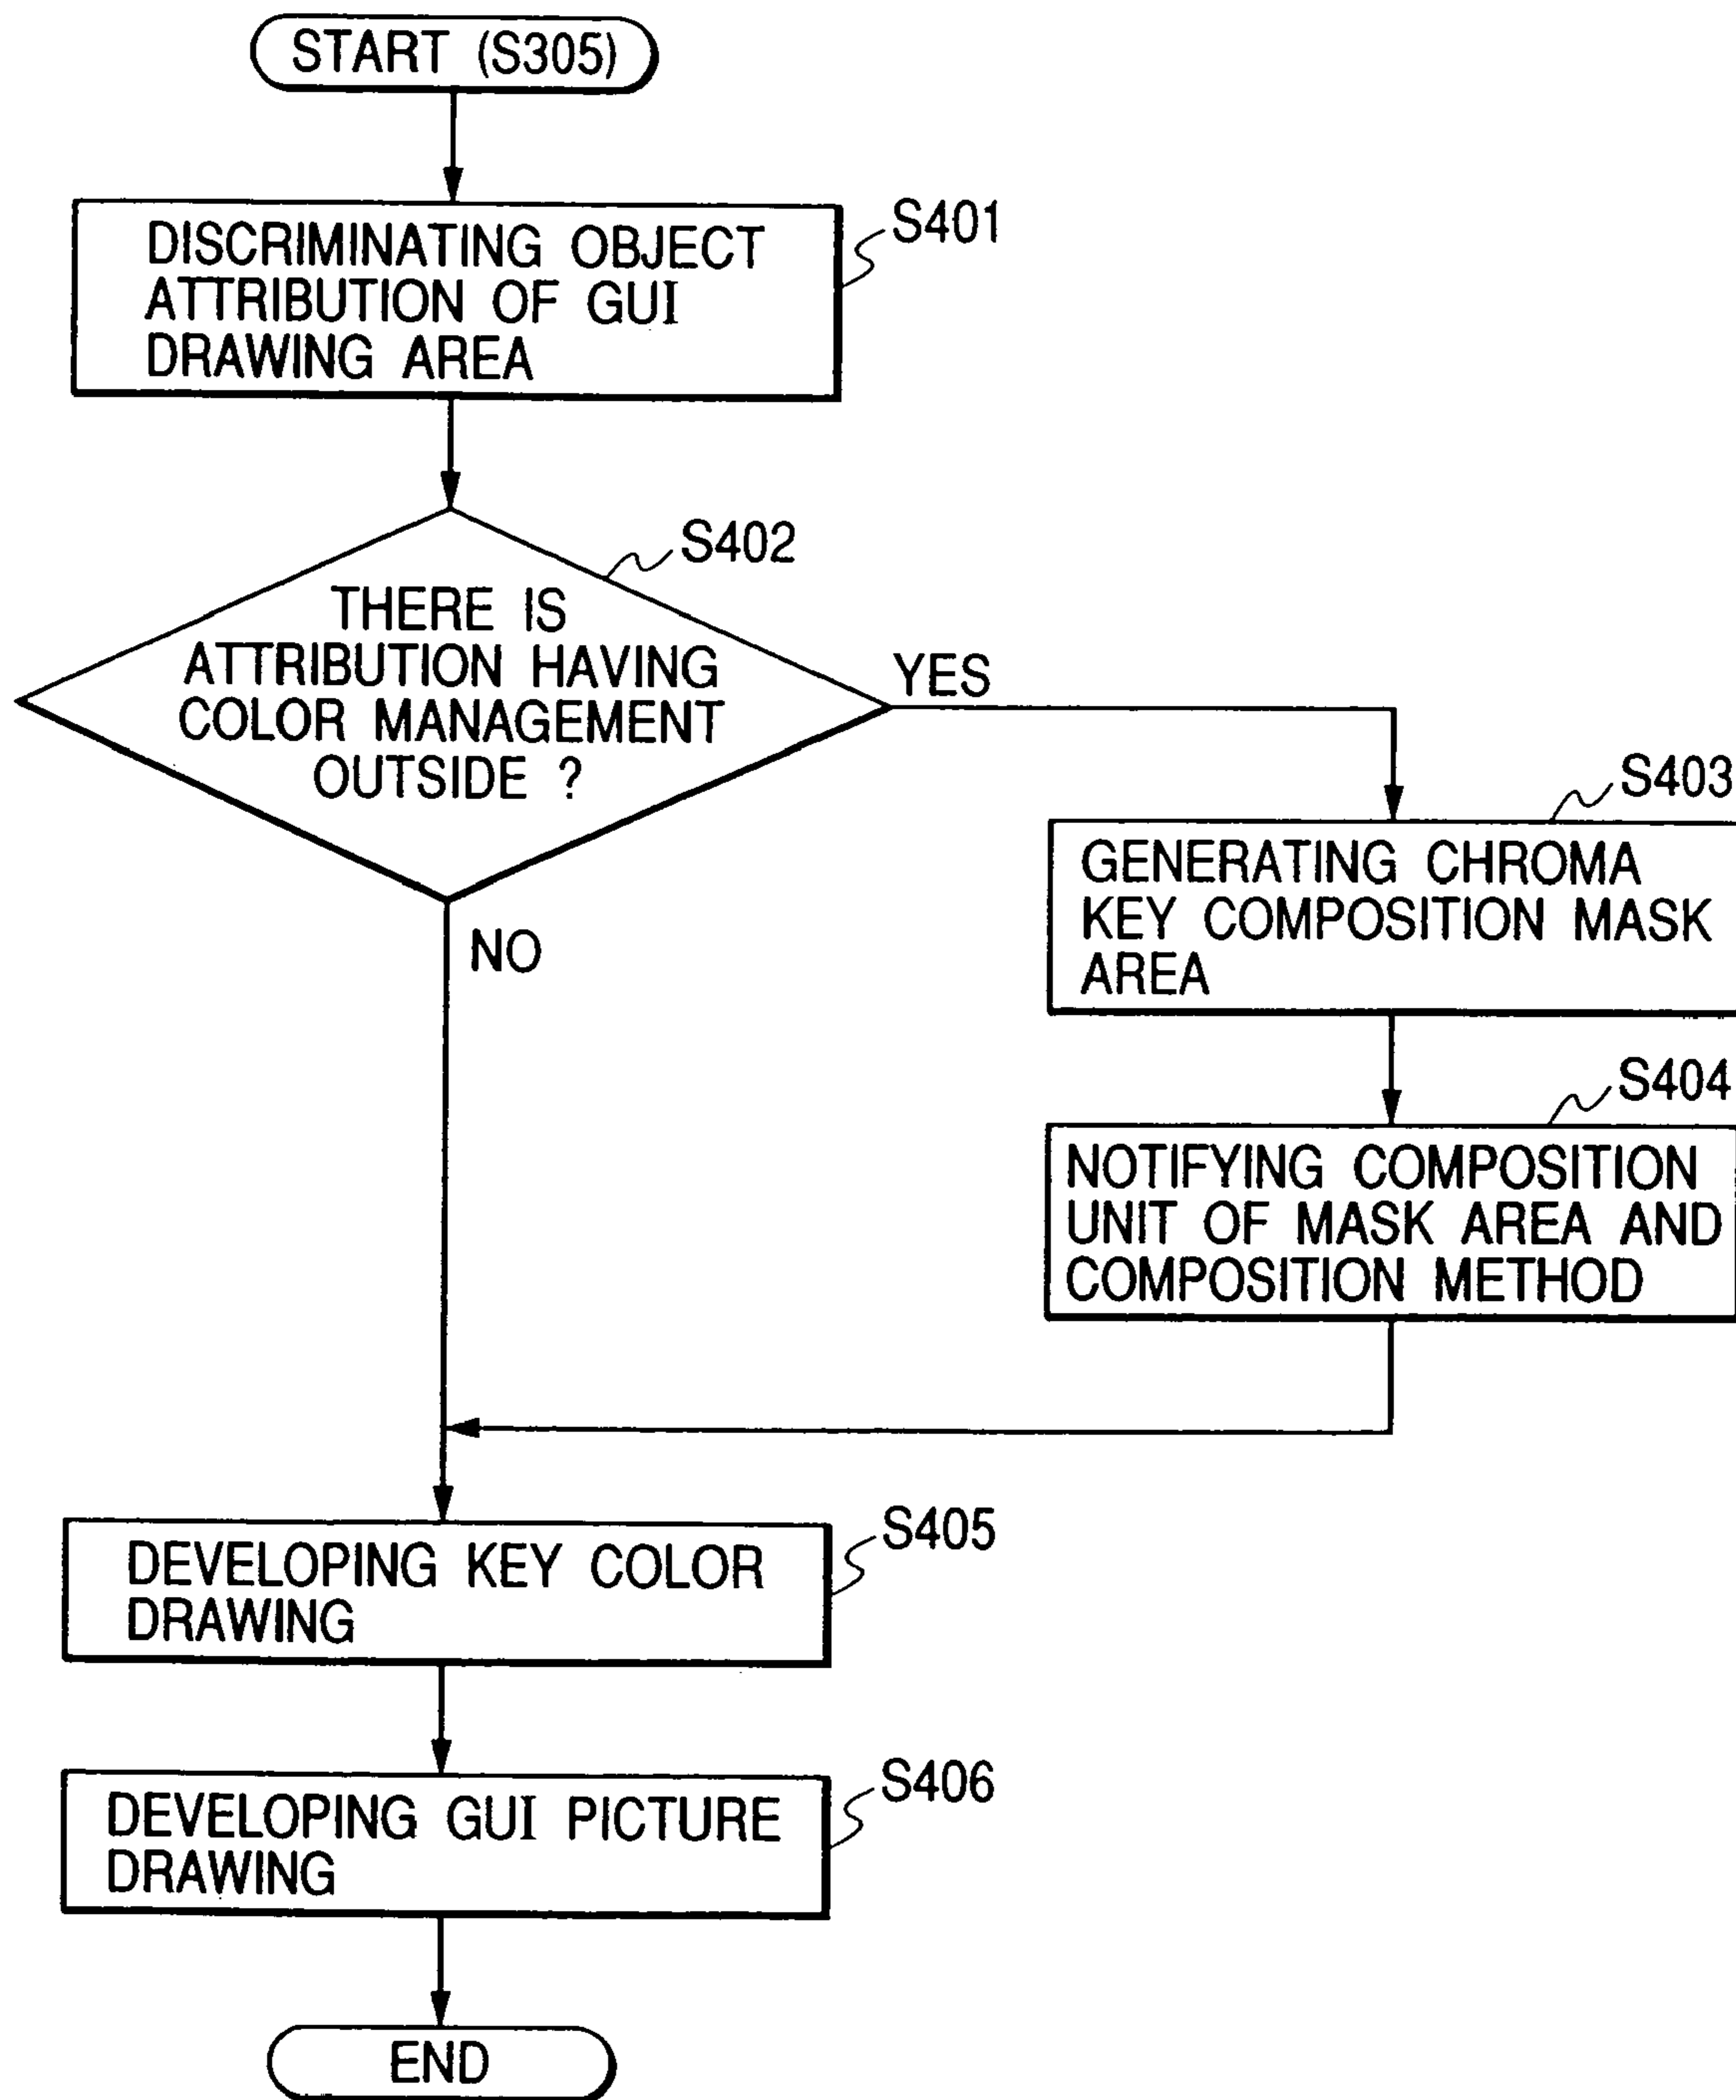 START (S305)
S401
DISCRIMINATING OBJECT
ATTRIBUTION OF GUI
DRAWING AREA
S402
THERE IS
ATTRIBUTION HAVING
COLOR MANAGEMENT
OUTSIDE ?
YES
NO
S403
GENERATING CHROMA
KEY COMPOSITION MASK
AREA
S404
NOTIFYING COMPOSITION
UNIT OF MASK AREA AND
COMPOSITION METHOD
S405
DEVELOPING KEY COLOR
DRAWING
S406
DEVELOPING GUI PICTURE
DRAWING
END